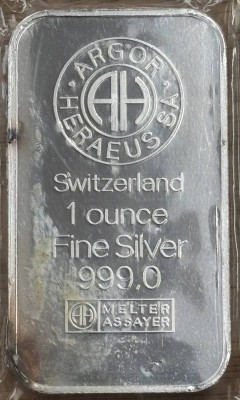 ARGOR HERAEUS SA
AH
Switzerland
1 ounce
Fine Silver
999.0
AH MELTER
ASSAYER